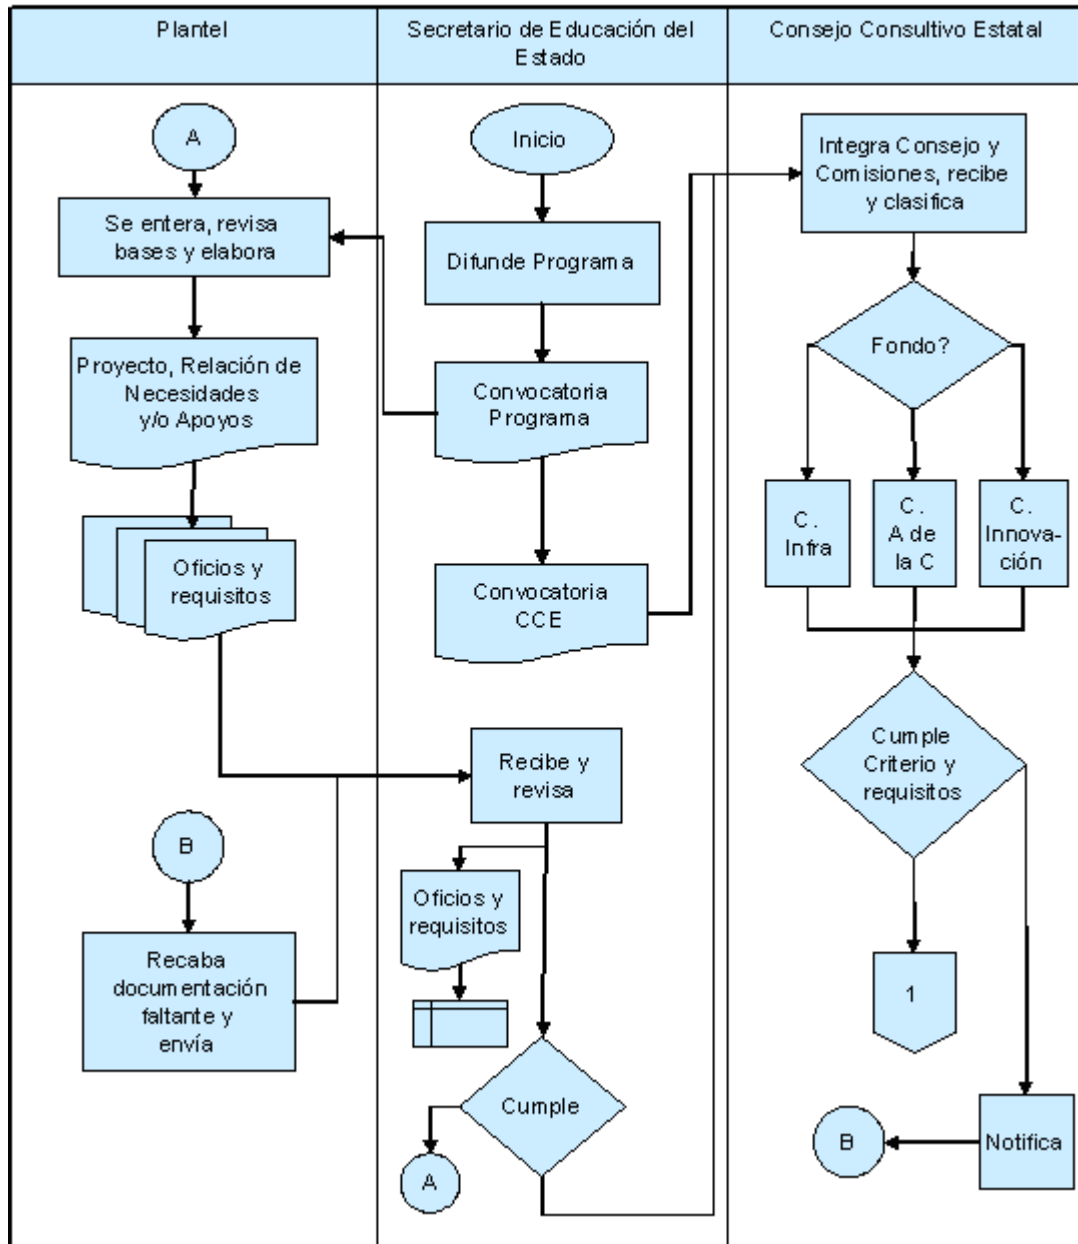 Plantel
Secretario de Educación del
Estado
Consejo Consultivo Estatal
A
Se entera, revisa
bases y elabora
Proyecto, Relación de
Necesidades
y/o Apoyos
Oficios y
requisitos
B
Recaba
documentación
faltante y
envía
Inicio
Difunde Programa
Convocatoria
Programa
Convocatoria
CCE
Recibe y
revisa
Oficios y
requisitos
Cumple
A
Integra Consejo y
Comisiones, recibe
y clasifica
Fondo?
C.
Infra
C.
A de
la C
C.
Innova-
ción
Cumple
Criterio y
requisitos
1
B
Notifica